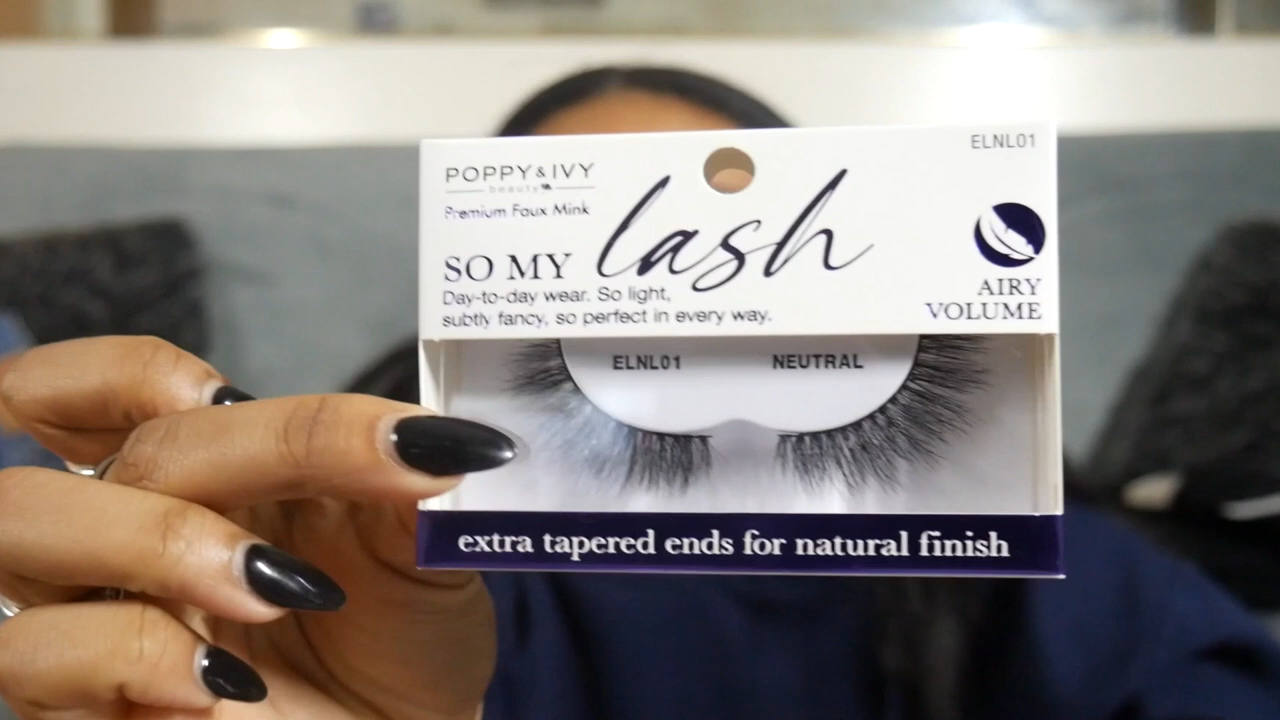 ELNL01
POPPY & IVY
beauty
Premium Faux Mink
SO MY lash
Day-to-day wear. So light,
subtly fancy, so perfect in every way.
AIRY
VOLUME
ELNL01 NEUTRAL
extra tapered ends for natural finish